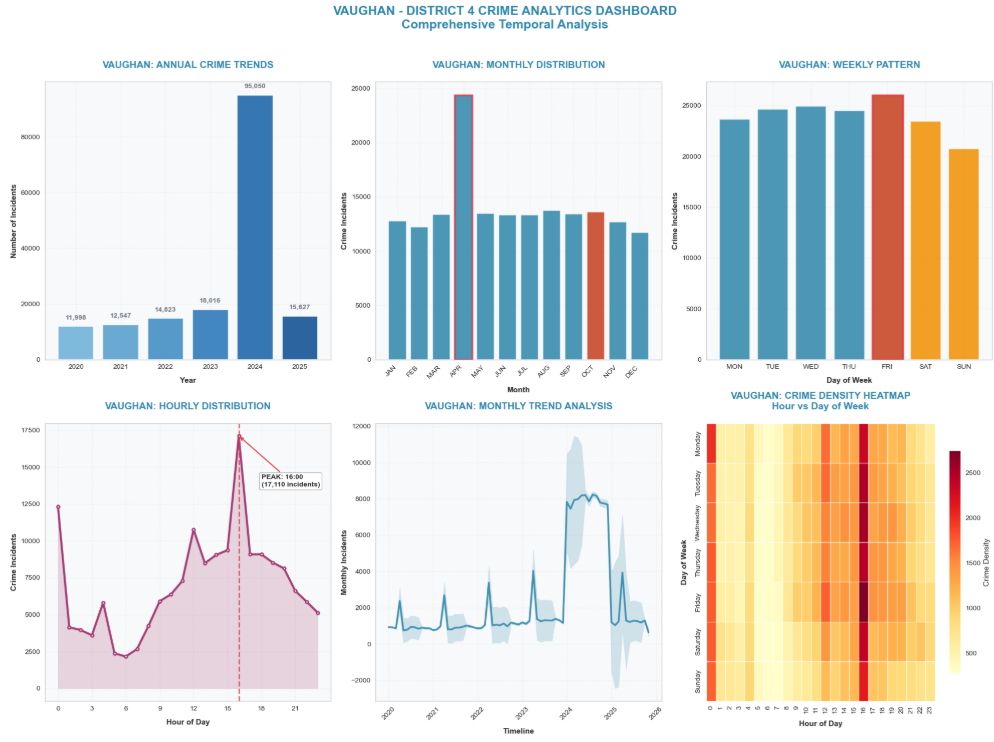 VAUGHAN - DISTRICT 4 CRIME ANALYTICS DASHBOARD
Comprehensive Temporal Analysis
VAUGHAN: ANNUAL CRIME TRENDS
Number of Incidents
80000
60000
40000
20000
0
11,998
12,547
14,823
18,016
95,050
15,627
2020
2021
2022
2023
2024
2025
Year
VAUGHAN: MONTHLY DISTRIBUTION
Crime Incidents
25000
20000
15000
10000
5000
0
JAN
FEB
MAR
APR
MAY
JUN
JUL
AUG
SEP
OCT
NOV
DEC
Month
VAUGHAN: WEEKLY PATTERN
Crime Incidents
25000
20000
15000
10000
5000
0
MON
TUE
WED
THU
FRI
SAT
SUN
Day of Week
VAUGHAN: HOURLY DISTRIBUTION
Crime Incidents
17500
15000
12500
10000
7500
5000
2500
0
PEAK: 16:00
(17,110 incidents)
0
3
6
9
12
15
18
21
Hour of Day
VAUGHAN: MONTHLY TREND ANALYSIS
Monthly Incidents
12000
10000
8000
6000
4000
2000
0
−2000
2020
2021
2022
2023
2024
2025
2026
Timeline
VAUGHAN: CRIME DENSITY HEATMAP
Hour vs Day of Week
Day of Week
Monday
Tuesday
Wednesday
Thursday
Friday
Saturday
Sunday
0
1
2
3
4
5
6
7
8
9
10
11
12
13
14
15
16
17
18
19
20
21
22
23
Hour of Day
2500
2000
1500
1000
500
Crime Density